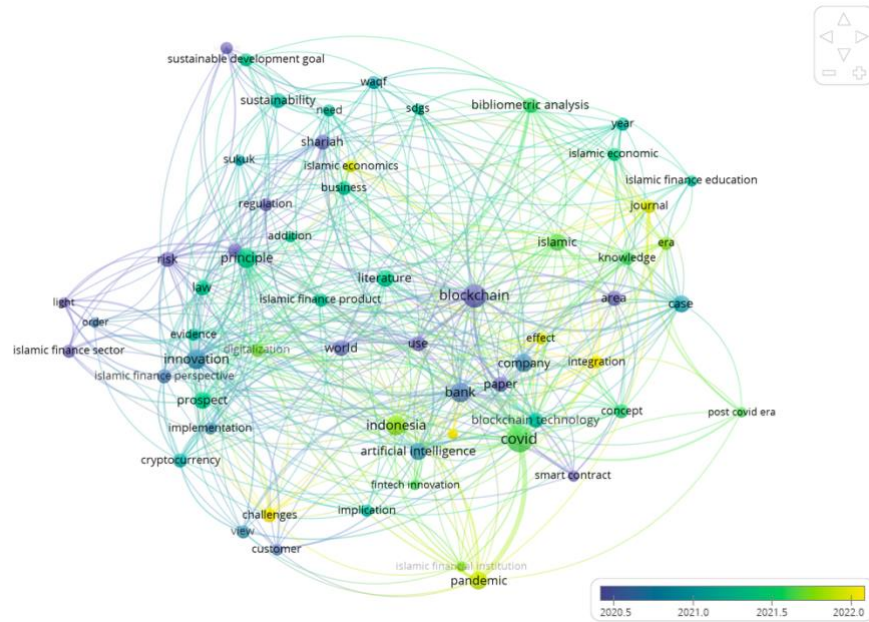 sustainable development goal
waqf
sustainability
need
sdgs
bibliometric analysis
year
shariah
sukuk
islamic economics
islamic economic
business
islamic finance education
regulation
journal
addition
islamic
era
risk
principle
knowledge
literature
law
islamic finance product
blockchain
area
case
light
order
evidence
effect
islamic finance sector
digitalization
world
use
innovation
company
integration
islamic finance perspective
paper
bank
prospect
concept
post covid era
implementation
indonesia
blockchain technology
covid
cryptocurrency
artificial intelligence
smart contract
fintech innovation
challenges
implication
view
customer
islamic financial institution
pandemic
2020.5 2021.0 2021.5 2022.0